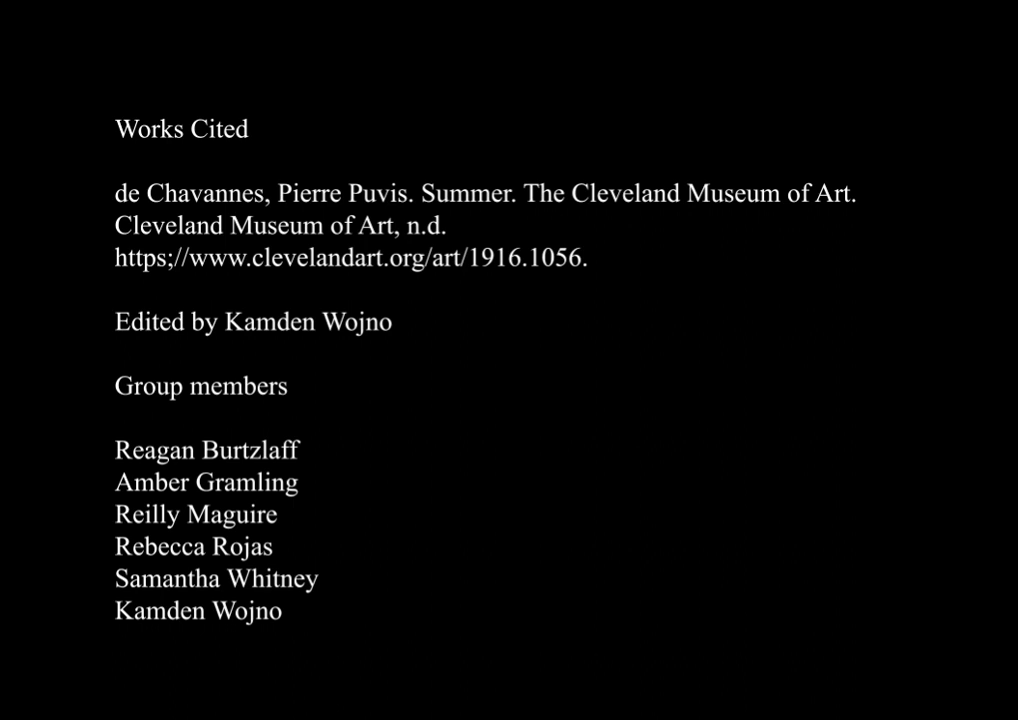 Works Cited
de Chavannes, Pierre Puvis. Summer. The Cleveland Museum of Art.
Cleveland Museum of Art, n.d.
https;//www.clevelandart.org/art/1916.1056.
Edited by Kamden Wojno
Group members
Reagan Burtzlaff
Amber Gramling
Reilly Maguire
Rebecca Rojas
Samantha Whitney
Kamden Wojno